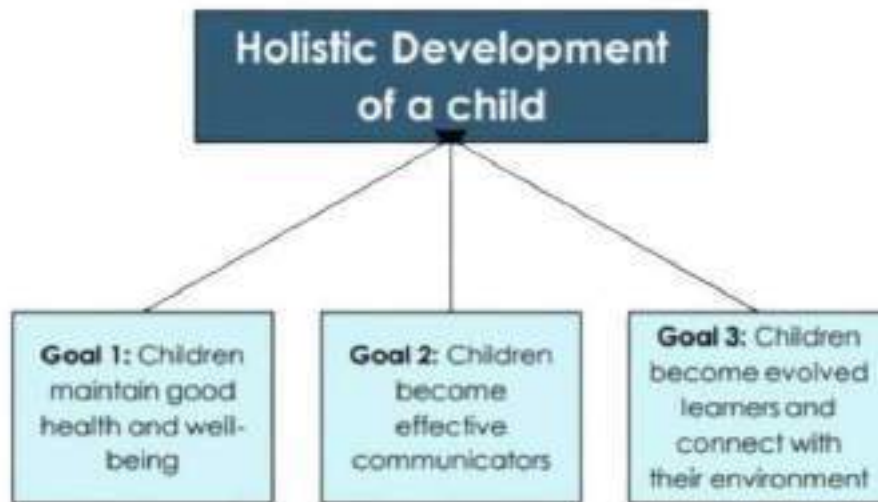 Holistic Development
of a child
Goal 1: Children
maintain good
health and well-
being
Goal 2: Children
become
effective
communicators
Goal 3: Children
become evolved
learners and
connect with
their environment